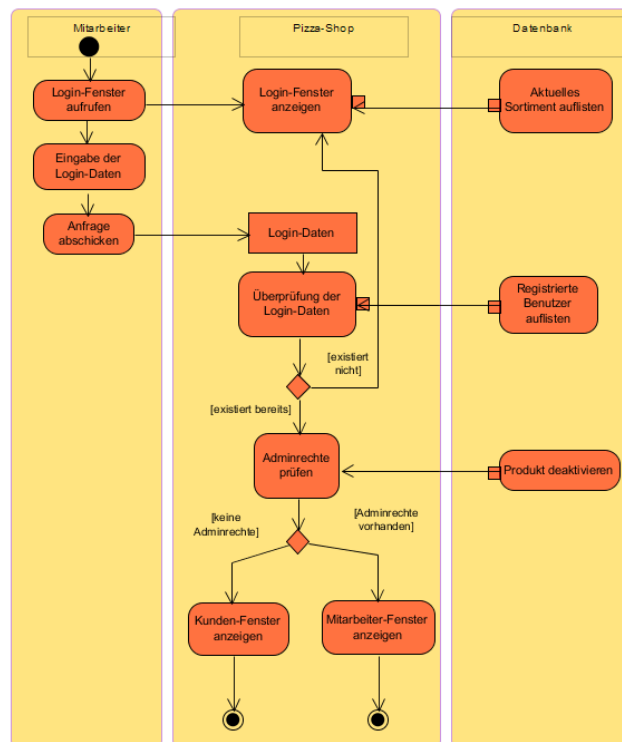 Mitarbeiter
Pizza-Shop
Datenbank
Login-Fenster
aufrufen
Login-Fenster
anzeigen
Aktuelles
Sortiment auflisten
Eingabe der
Login-Daten
Anfrage
abschicken
Login-Daten
Überprüfung der
Login-Daten
Registrierte
Benutzer
auflisten
[existiert
nicht]
[existiert bereits]
Adminrechte
prüfen
Produkt deaktivieren
[keine
Adminrechte]
[Adminrechte
vorhanden]
Kunden-Fenster
anzeigen
Mitarbeiter-Fenster
anzeigen